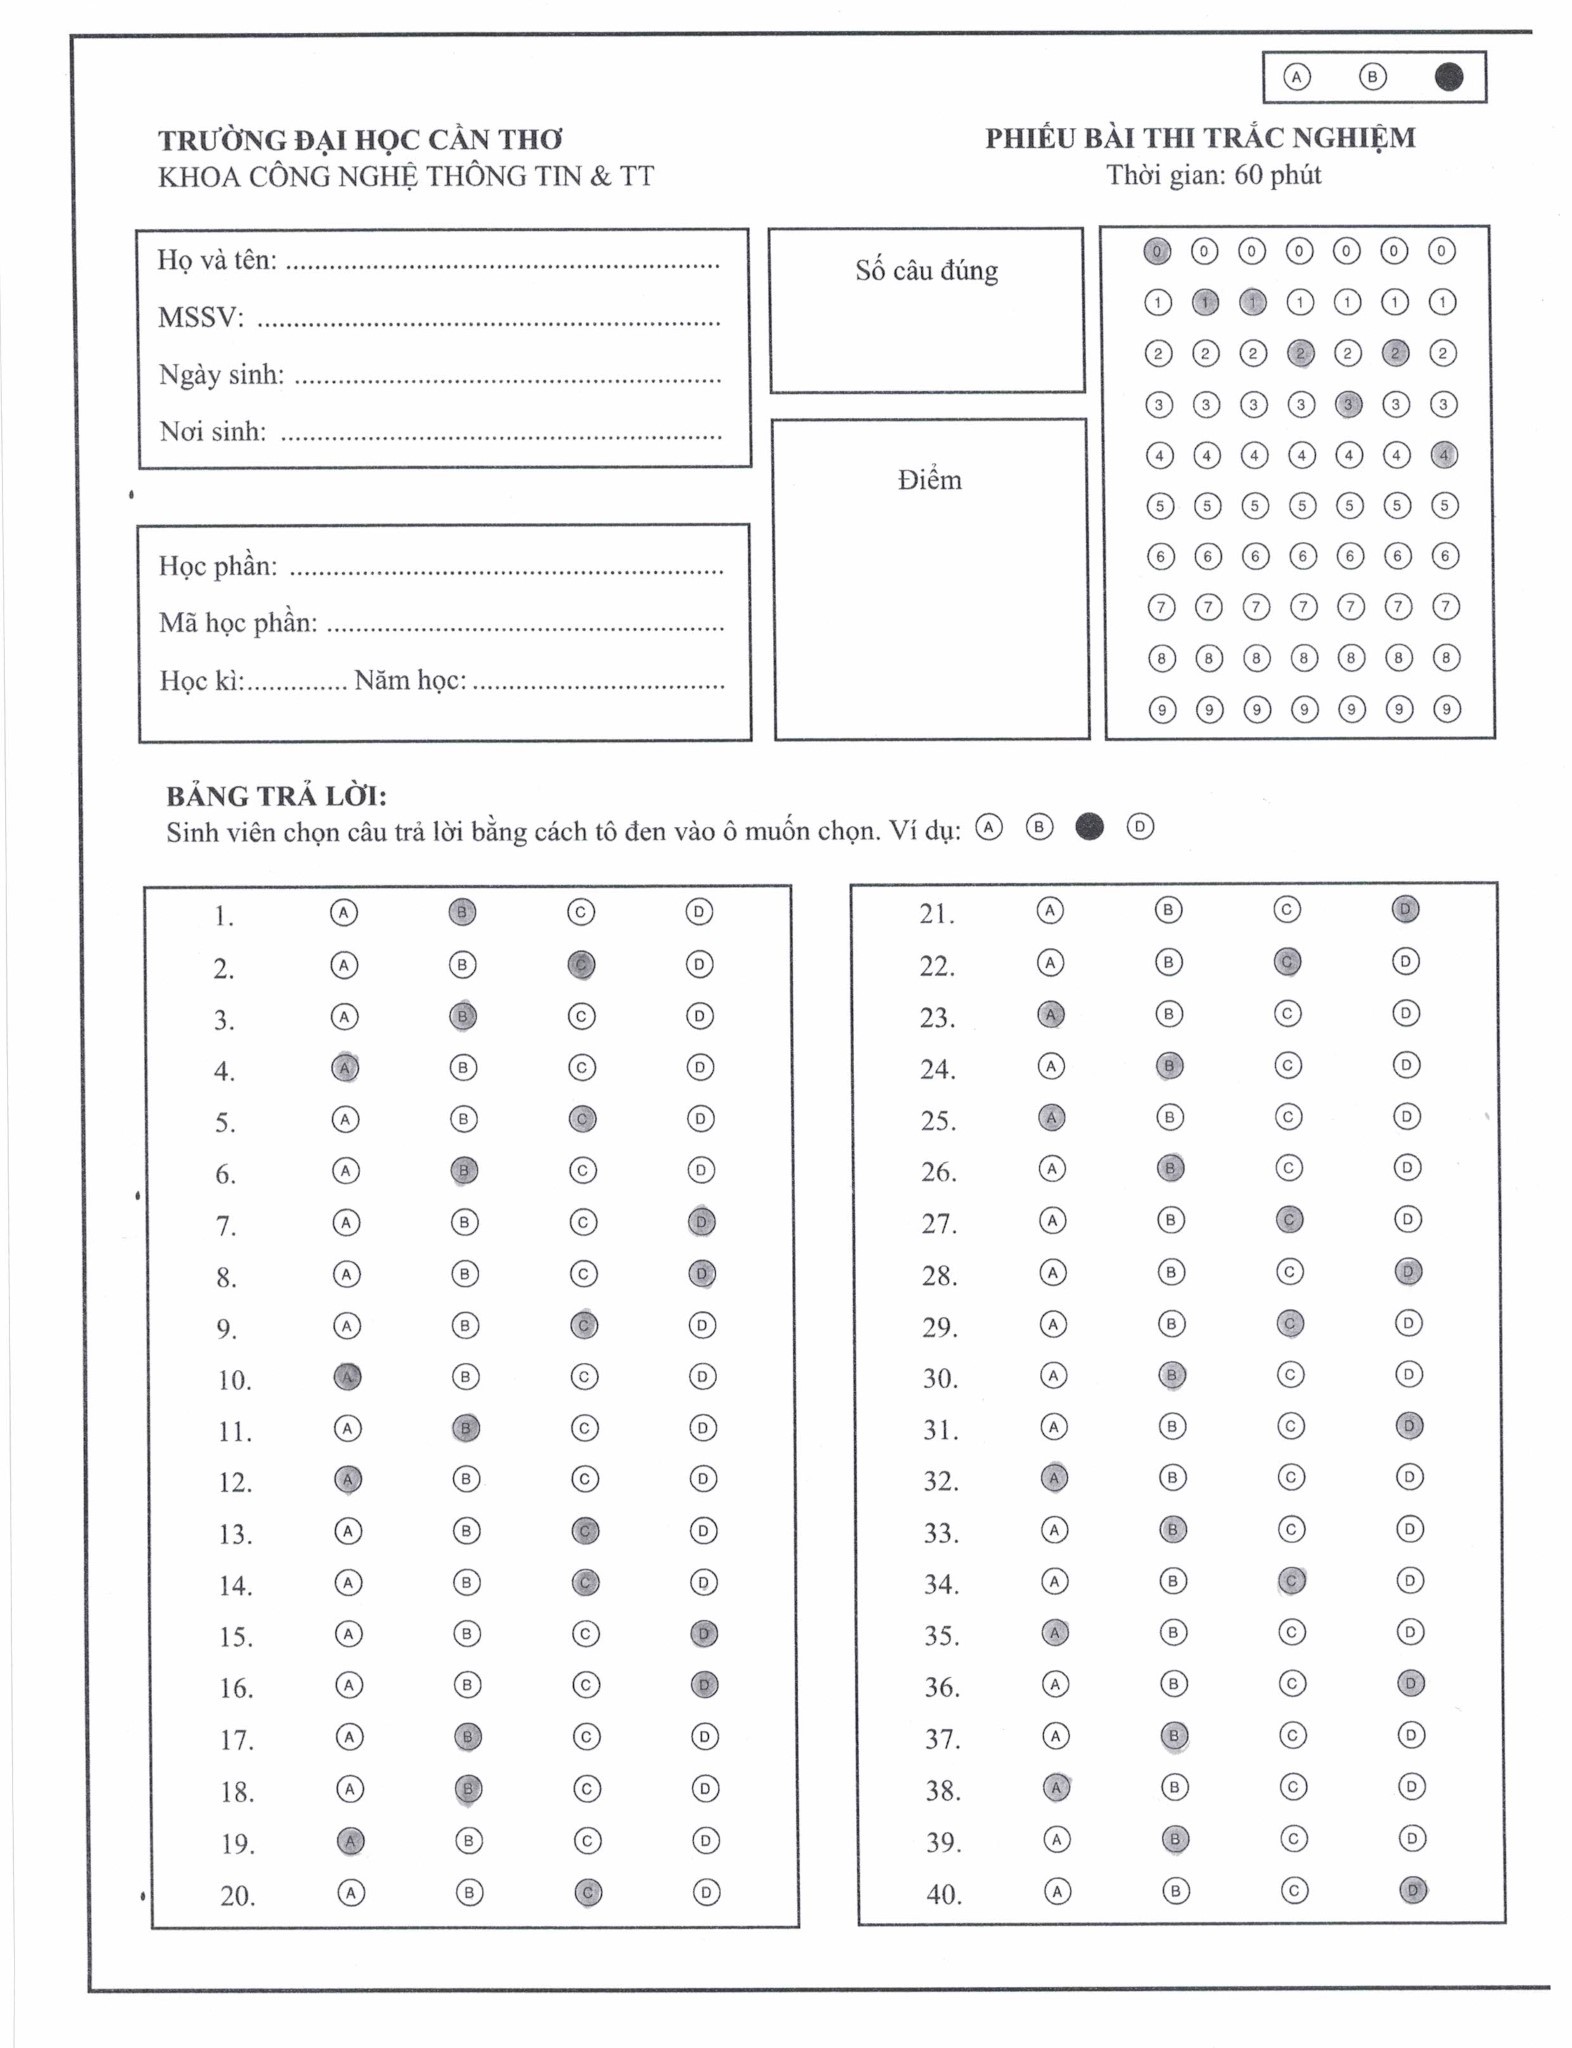 A B
TRƯỜNG ĐẠI HỌC CẦN THƠ
KHOA CÔNG NGHỆ THÔNG TIN & TT
PHIẾU BÀI THI TRẮC NGHIỆM
Thời gian: 60 phút
Họ và tên: ....................
MSSV: ....................
Ngày sinh: ....................
Nơi sinh: ....................
Số câu đúng
Điểm
0 0 0 0 0 0 0
1 1 1 1 1 1 1
2 2 2 2 2 2 2
3 3 3 3 3 3 3
4 4 4 4 4 4 4
5 5 5 5 5 5 5
6 6 6 6 6 6 6
7 7 7 7 7 7 7
8 8 8 8 8 8 8
9 9 9 9 9 9 9
Học phần: ....................
Mã học phần: ....................
Học kì:.............. Năm học: ....................
BẢNG TRẢ LỜI:
Sinh viên chọn câu trả lời bằng cách tô đen vào ô muốn chọn. Ví dụ: A B D
1. A B C D
2. A B C D
3. A B C D
4. A B C D
5. A B C D
6. A B C D
7. A B C D
8. A B C D
9. A B C D
10. A B C D
11. A B C D
12. A B C D
13. A B C D
14. A B C D
15. A B C D
16. A B C D
17. A B C D
18. A B C D
19. A B C D
20. A B C D
21. A B C D
22. A B C D
23. A B C D
24. A B C D
25. A B C D
26. A B C D
27. A B C D
28. A B C D
29. A B C D
30. A B C D
31. A B C D
32. A B C D
33. A B C D
34. A B C D
35. A B C D
36. A B C D
37. A B C D
38. A B C D
39. A B C D
40. A B C D